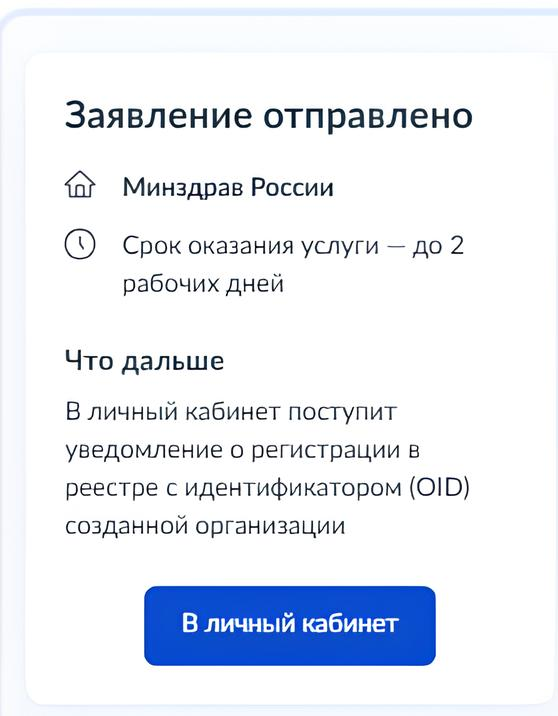 Заявление отправлено
Минздрав России
Срок оказания услуги — до 2
рабочих дней
Что дальше
В личный кабинет поступит
уведомление о регистрации в
реестре с идентификатором (OID)
созданной организации
В личный кабинет